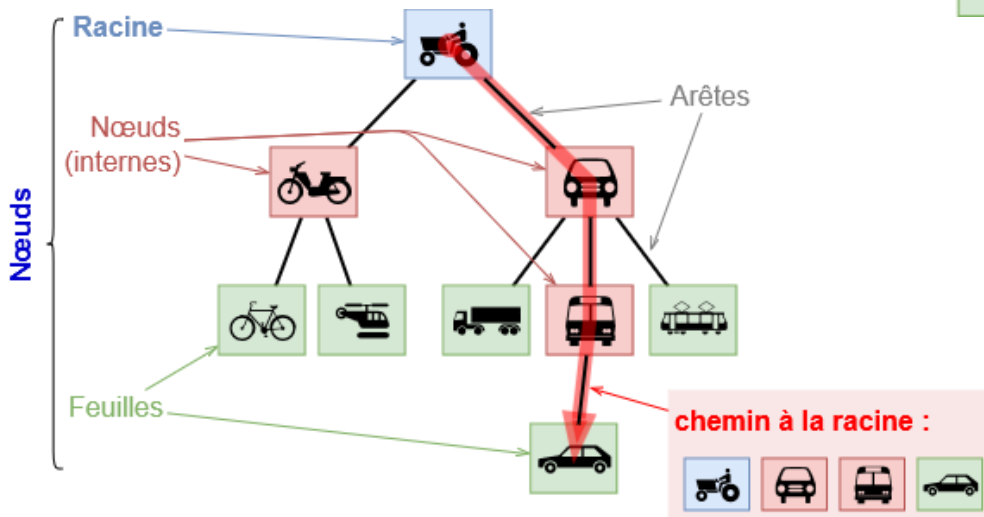 Racine
Arêtes
Nœuds
(internes)
Nœuds
Feuilles
chemin à la racine :